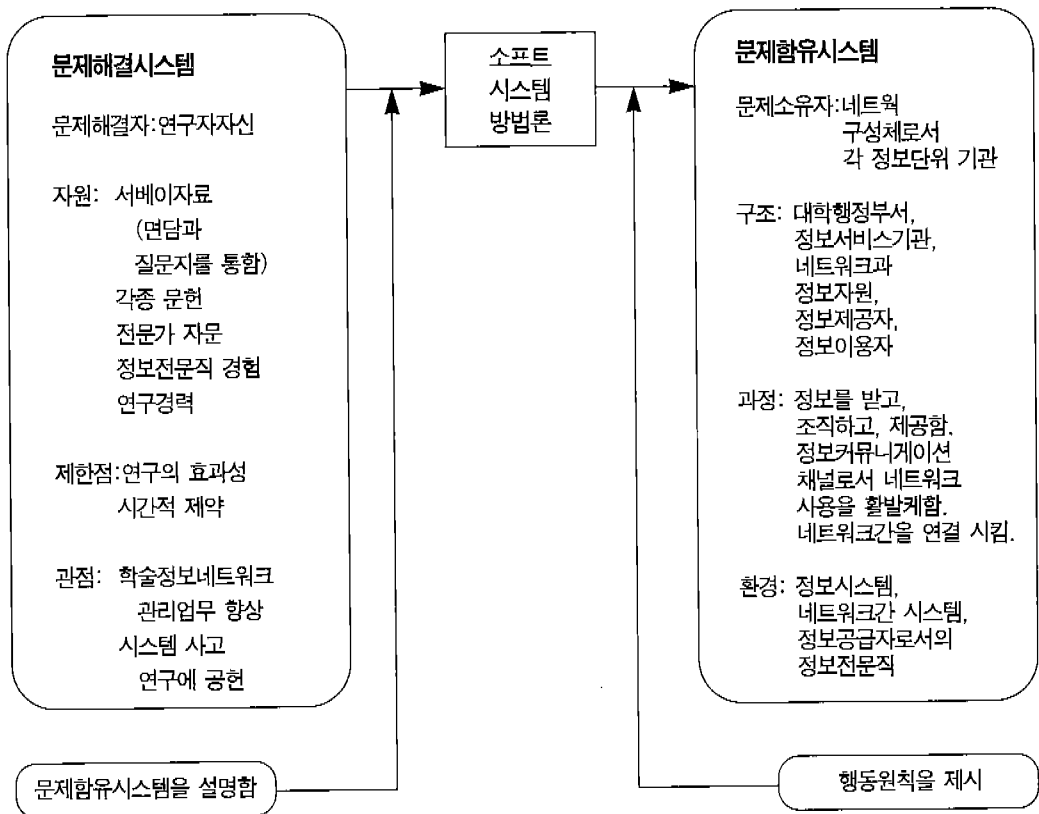 문제해결시스템
문제해결자:연구자자신
자원: 서베이자료
(면담과
질문지를 통함)
각종 문헌
전문가 자문
정보전문직 경험
연구경력
제한점:연구의 효과성
시간적 제약
관점: 학술정보네트워크
관리업무 향상
시스템 사고
연구에 공헌
소프트
시스템
방법론
문제함유시스템
문제소유자:네트웍
구성체로서
각 정보단위 기관
구조: 대학행정부서,
정보서비스기관,
네트워크과
정보자원,
정보제공자,
정보이용자
과정: 정보를 받고,
조직하고, 제공함.
정보커뮤니게이션
채널로서 네트워크
사용을 활발케함.
네트워크간을 연결 시킴.
환경: 정보시스템,
네트워크간 시스템,
정보공급자로서의
정보전문직
문제함유시스템을 설명함
행동원칙을 제시